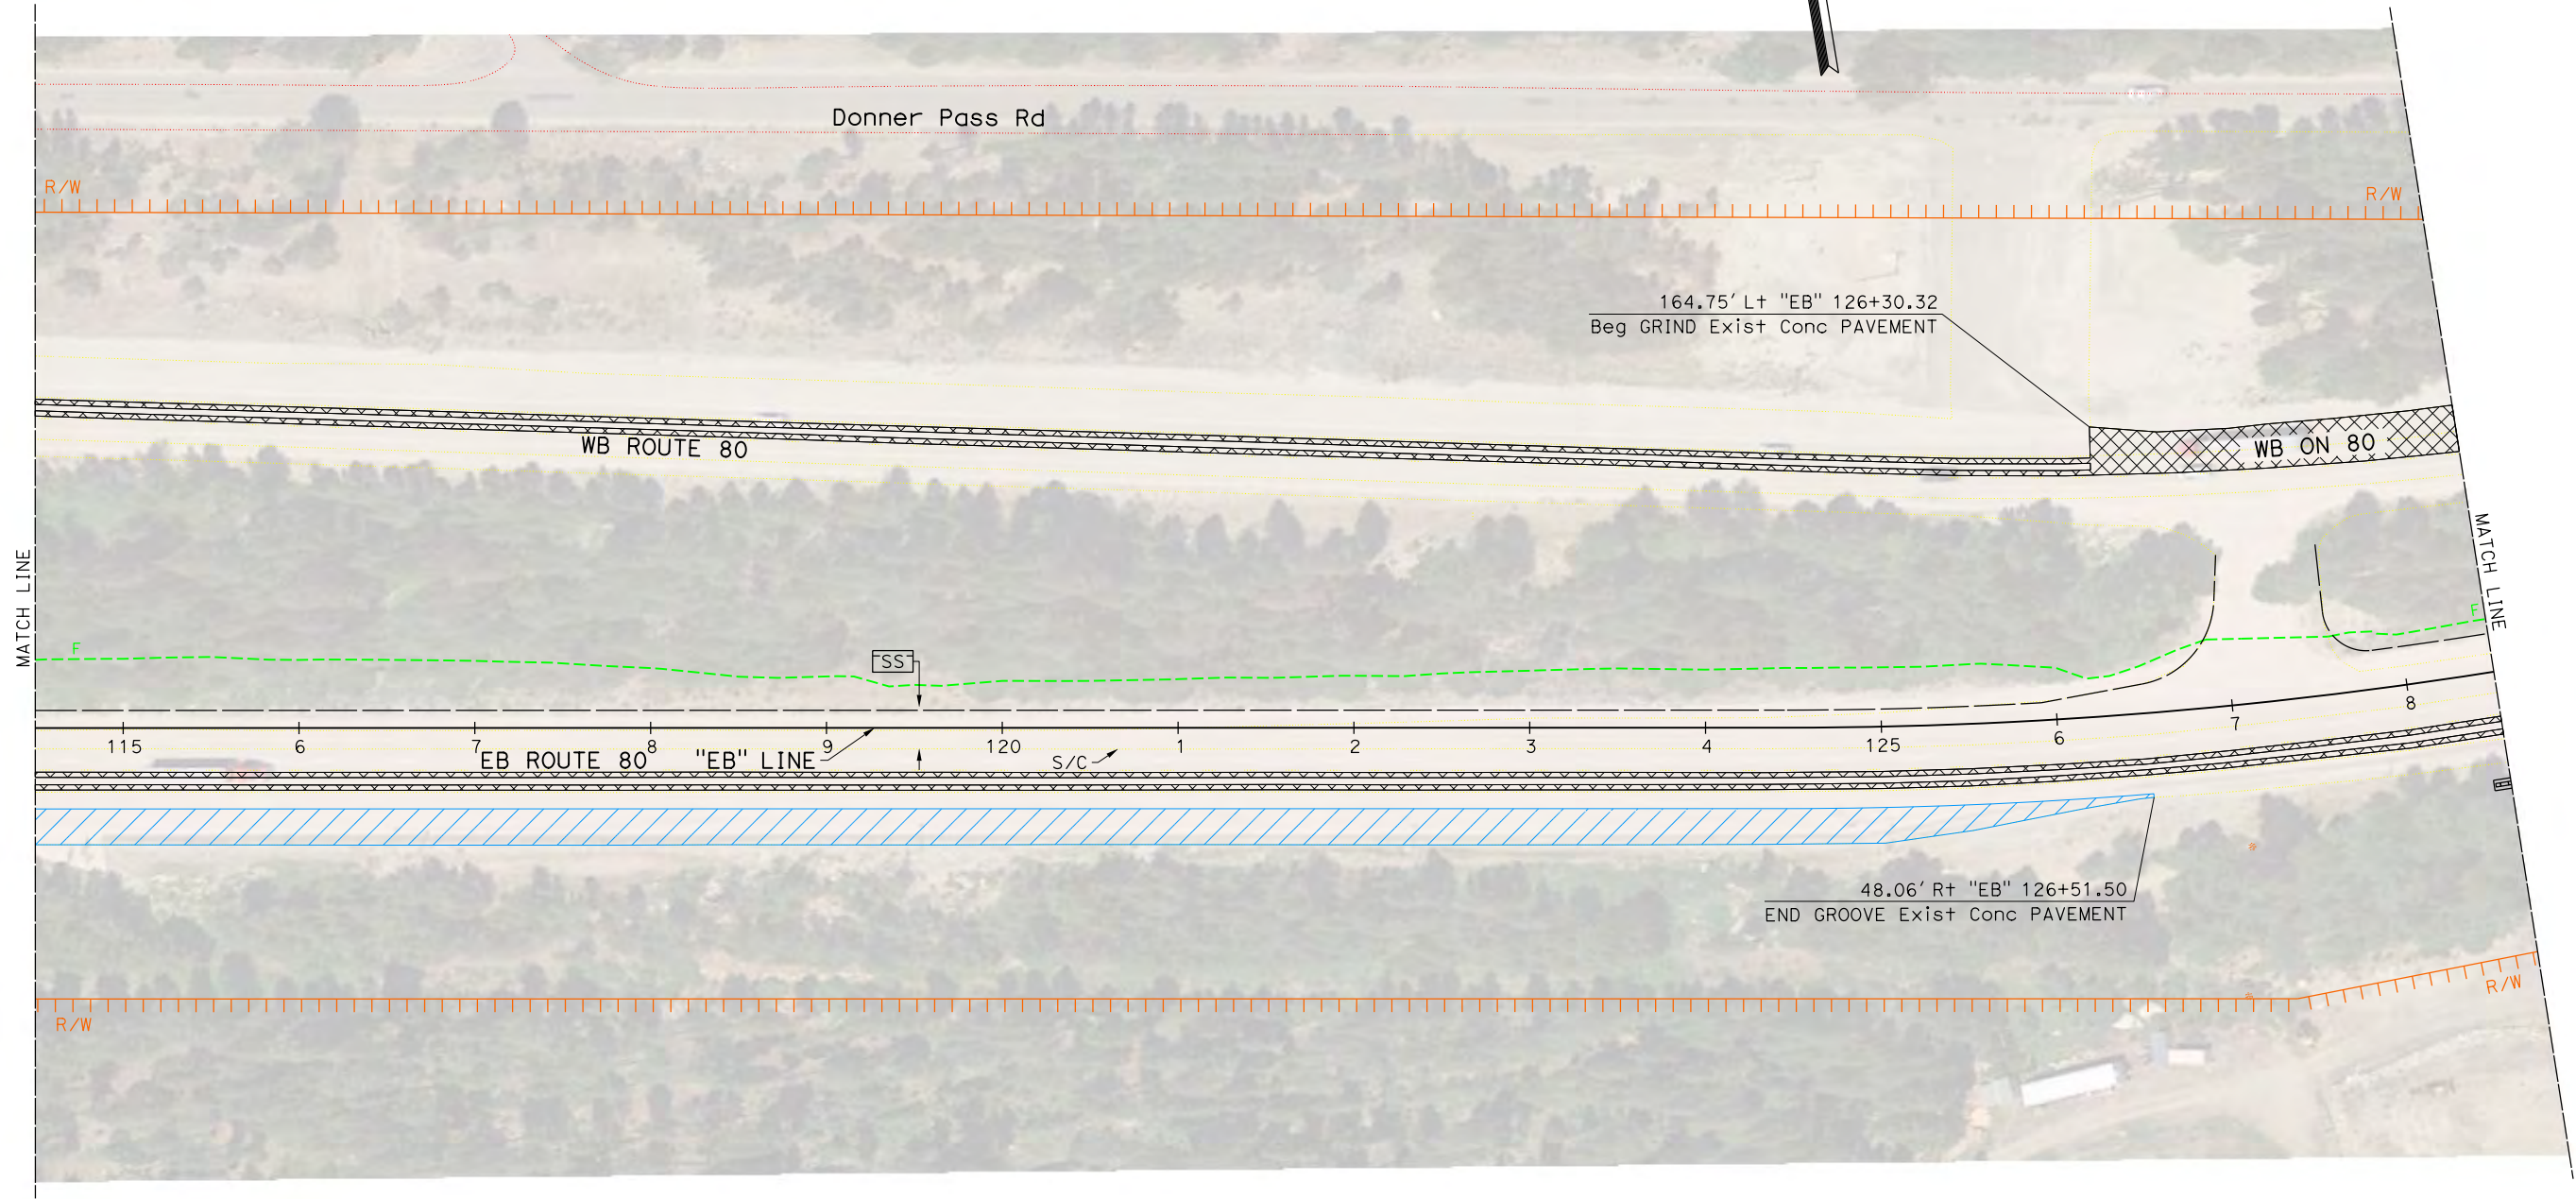 Donner Pass Rd
R/W
R/W
164.75' Lt "EB" 126+30.32
Beg GRIND Exist Conc PAVEMENT
WB ROUTE 80
WB ON 80
MATCH LINE
MATCH LINE
F
F
SS
115 6 7 8 9 120 1 2 3 4 125 6 7 8
EB ROUTE 80 "EB" LINE
S/C
48.06' Rt "EB" 126+51.50
END GROOVE Exist Conc PAVEMENT
R/W
R/W